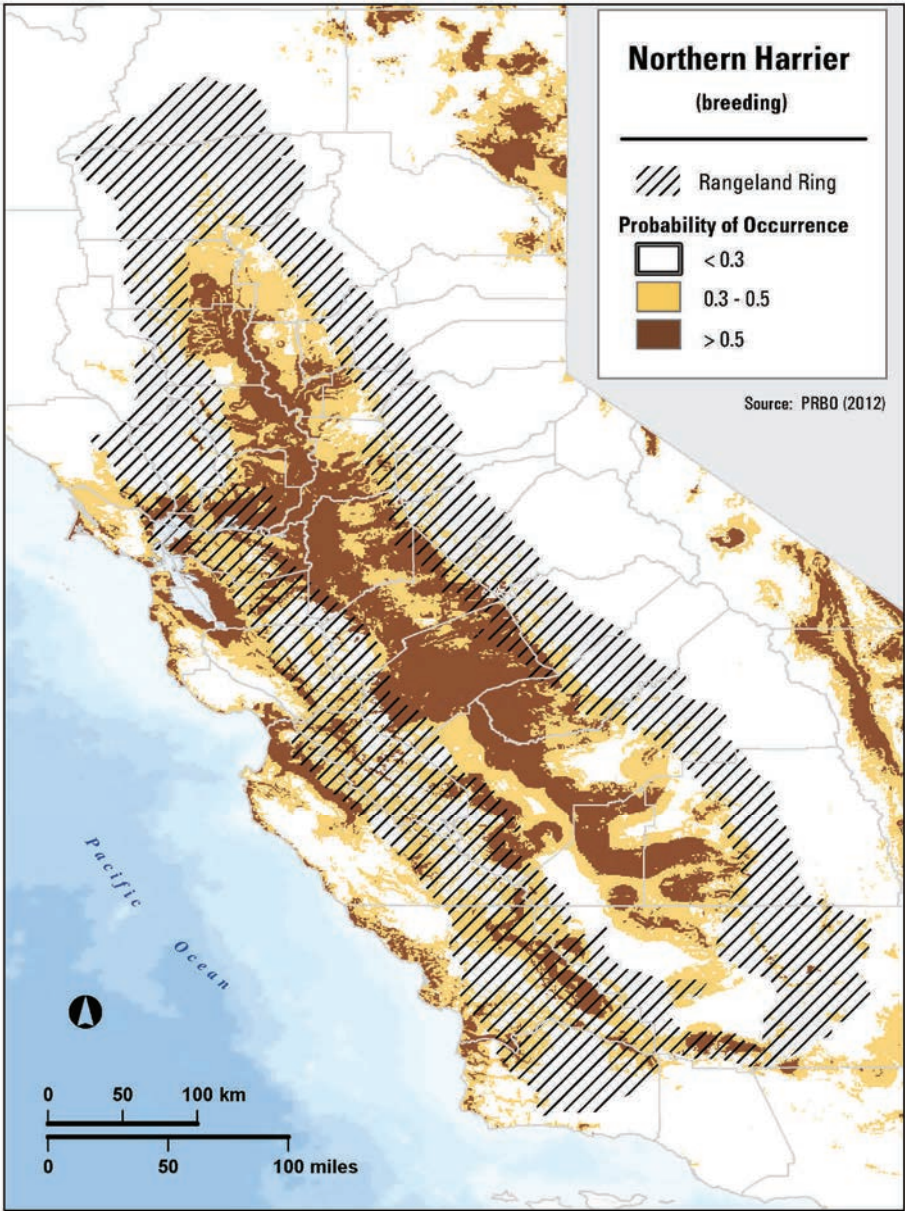 Northern Harrier
(breeding)
Rangeland Ring
Probability of Occurrence
< 0.3
0.3 - 0.5
> 0.5
Source: PRBO (2012)
Pacific
Ocean
0 50 100 km
0 50 100 miles